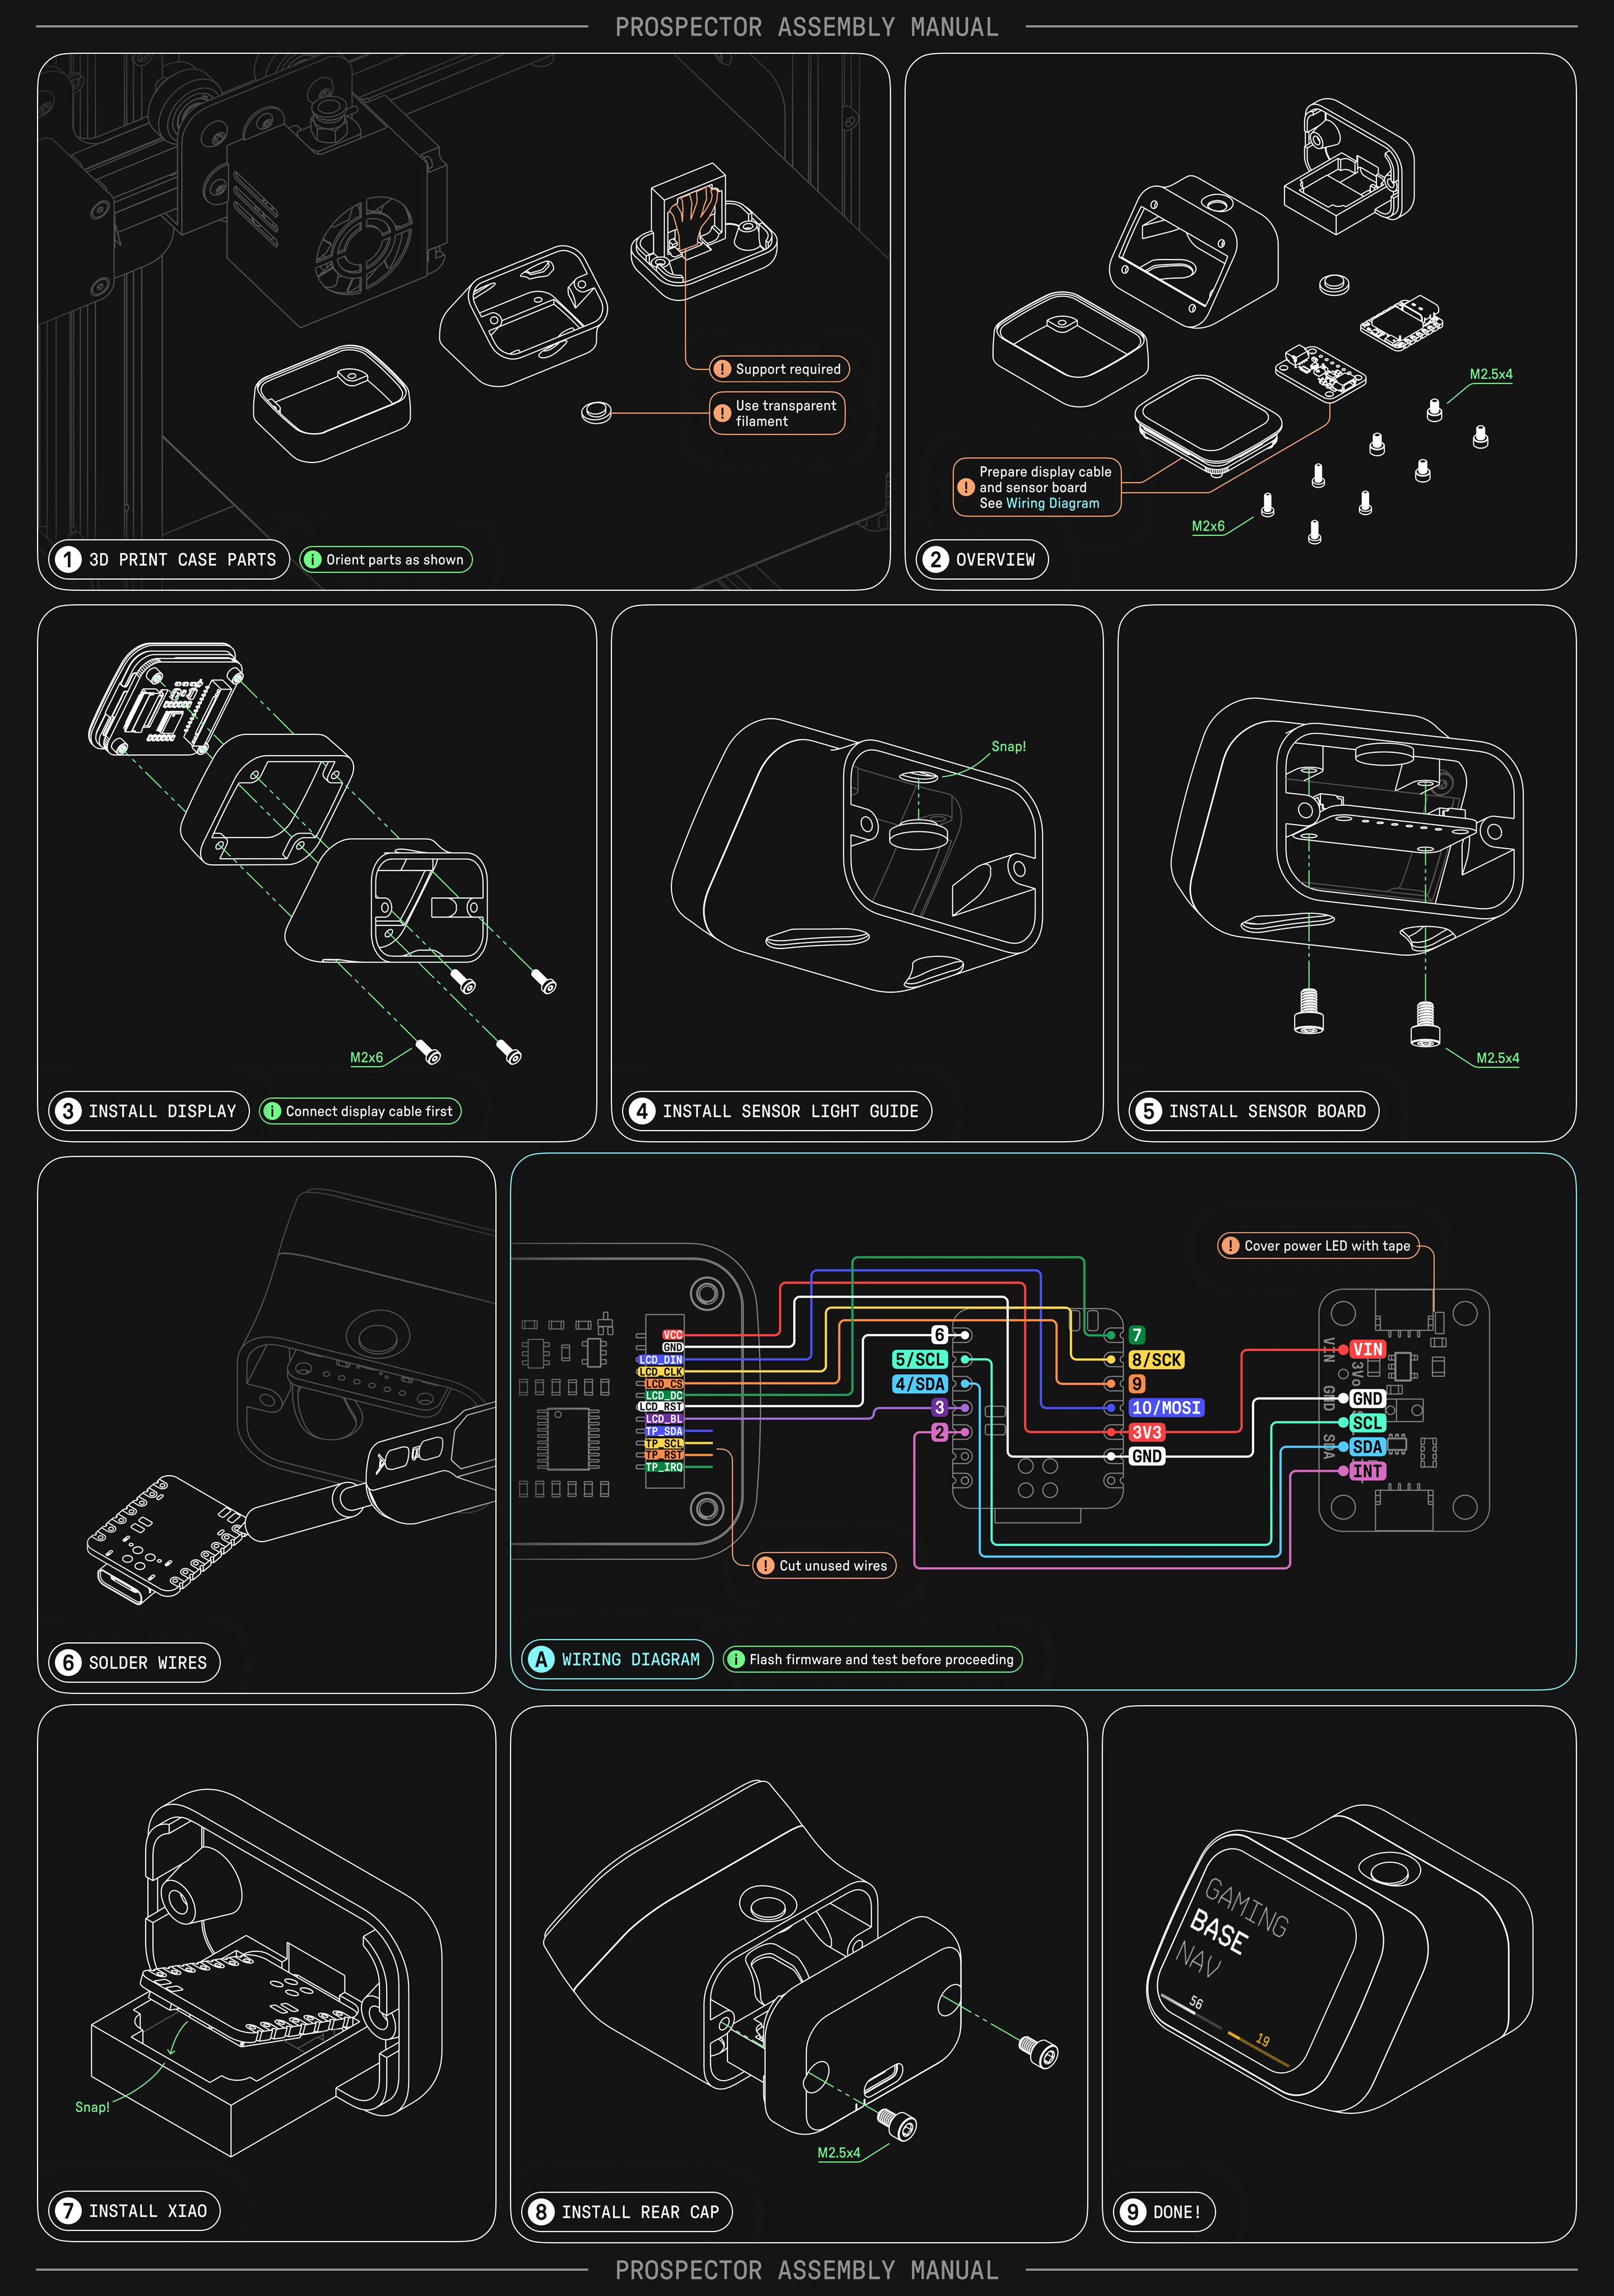 PROSPECTOR ASSEMBLY MANUAL
! Support required
! Use transparent
filament
1 3D PRINT CASE PARTS
i Orient parts as shown
M2.5x4
! Prepare display cable
and sensor board
See Wiring Diagram
M2x6
2 OVERVIEW
M2x6
3 INSTALL DISPLAY
i Connect display cable first
Snap!
4 INSTALL SENSOR LIGHT GUIDE
M2.5x4
5 INSTALL SENSOR BOARD
6 SOLDER WIRES
! Cover power LED with tape
VCC
GND
LCD_DIN
LCD_CLK
LCD_CS
LCD_DC
LCD_RST
LCD_BL
TP_SDA
TP_SCL
TP_RST
TP_IRQ
6
5/SCL
4/SDA
3
2
7
8/SCK
9
10/MOSI
3V3
GND
VIN
GND
SDA
3Vo
VIN
GND
SCL
SDA
INT
! Cut unused wires
A WIRING DIAGRAM
i Flash firmware and test before proceeding
Snap!
7 INSTALL XIAO
M2.5x4
8 INSTALL REAR CAP
GAMING
BASE
NAV
56
19
9 DONE!
PROSPECTOR ASSEMBLY MANUAL